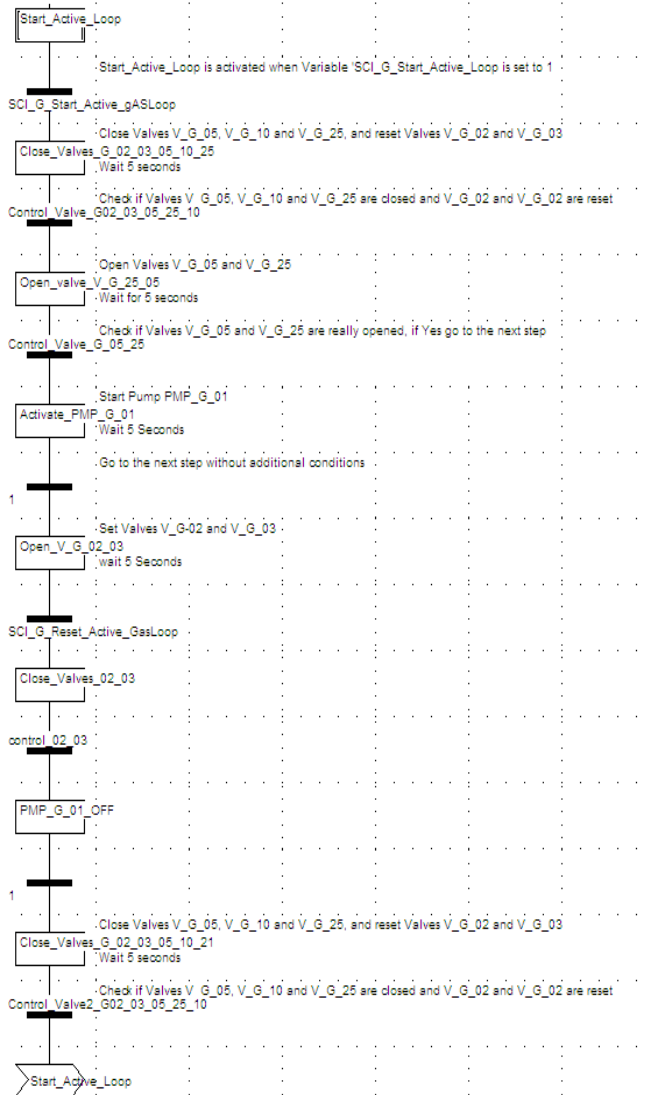 Start_Active_Loop
Start_Active_Loop is activated when Variable 'SCI_G_Start_Active_Loop is set to 1
SCI_G_Start_Active_gASLoop
Close Valves V_G_05, V_G_10 and V_G_25, and reset Valves V_G_02 and V_G_03
Close_Valves_G_02_03_05_10_25
Wait 5 seconds
Check if Valves V_G_05, V_G_10 and V_G_25 are closed and V_G_02 and V_G_02 are reset
Control_Valve_G02_03_05_25_10
Open Valves V_G_05 and V_G_25
Open_valve_V_G_25_05
Wait for 5 seconds
Check if Valves V_G_05 and V_G_25 are really opened, if Yes go to the next step
Control_Valve_G_05_25
Start Pump PMP_G_01
Activate_PMP_G_01
Wait 5 Seconds
Go to the next step without additional conditions
1
Set Valves V_G-02 and V_G_03
Open_V_G_02_03
wait 5 Seconds
SCI_G_Reset_Active_GasLoop
Close_Valves_02_03
control_02_03
PMP_G_01_OFF
1
Close Valves V_G_05, V_G_10 and V_G_25, and reset Valves V_G_02 and V_G_03
Close_Valves_G_02_03_05_10_21
Wait 5 seconds
Check if Valves V_G_05, V_G_10 and V_G_25 are closed and V_G_02 and V_G_02 are reset
Control_Valve2_G02_03_05_25_10
Start_Active_Loop